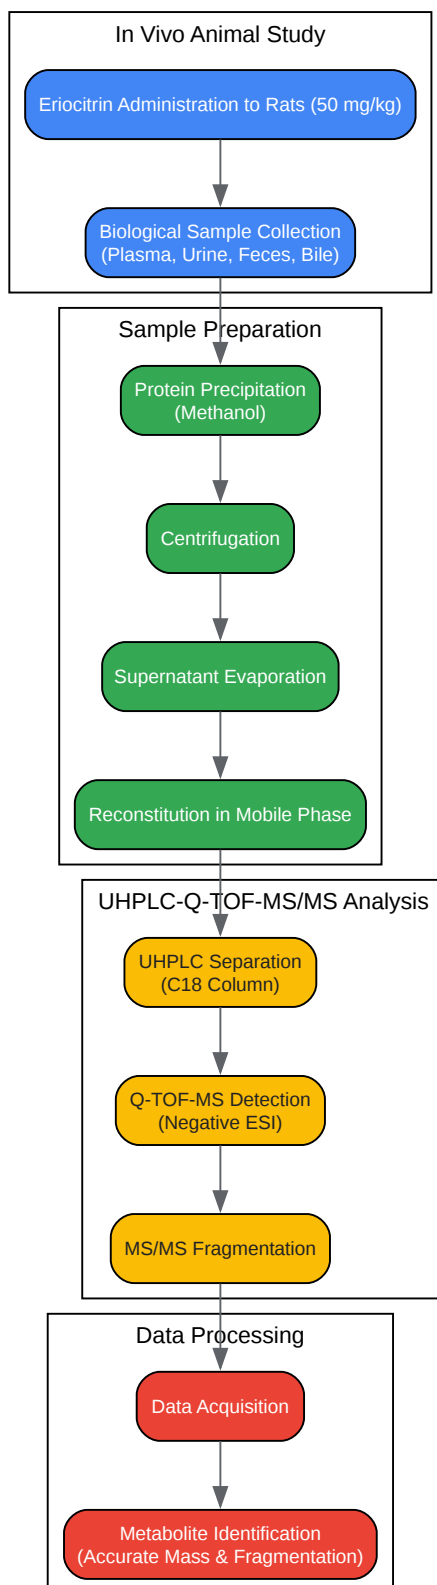 In Vivo Animal Study
Eriocitrin Administration to Rats (50 mg/kg)
Biological Sample Collection
(Plasma, Urine, Feces, Bile)
Sample Preparation
Protein Precipitation
(Methanol)
Centrifugation
Supernatant Evaporation
Reconstitution in Mobile Phase
UHPLC-Q-TOF-MS/MS Analysis
UHPLC Separation
(C18 Column)
Q-TOF-MS Detection
(Negative ESI)
MS/MS Fragmentation
Data Processing
Data Acquisition
Metabolite Identification
(Accurate Mass & Fragmentation)